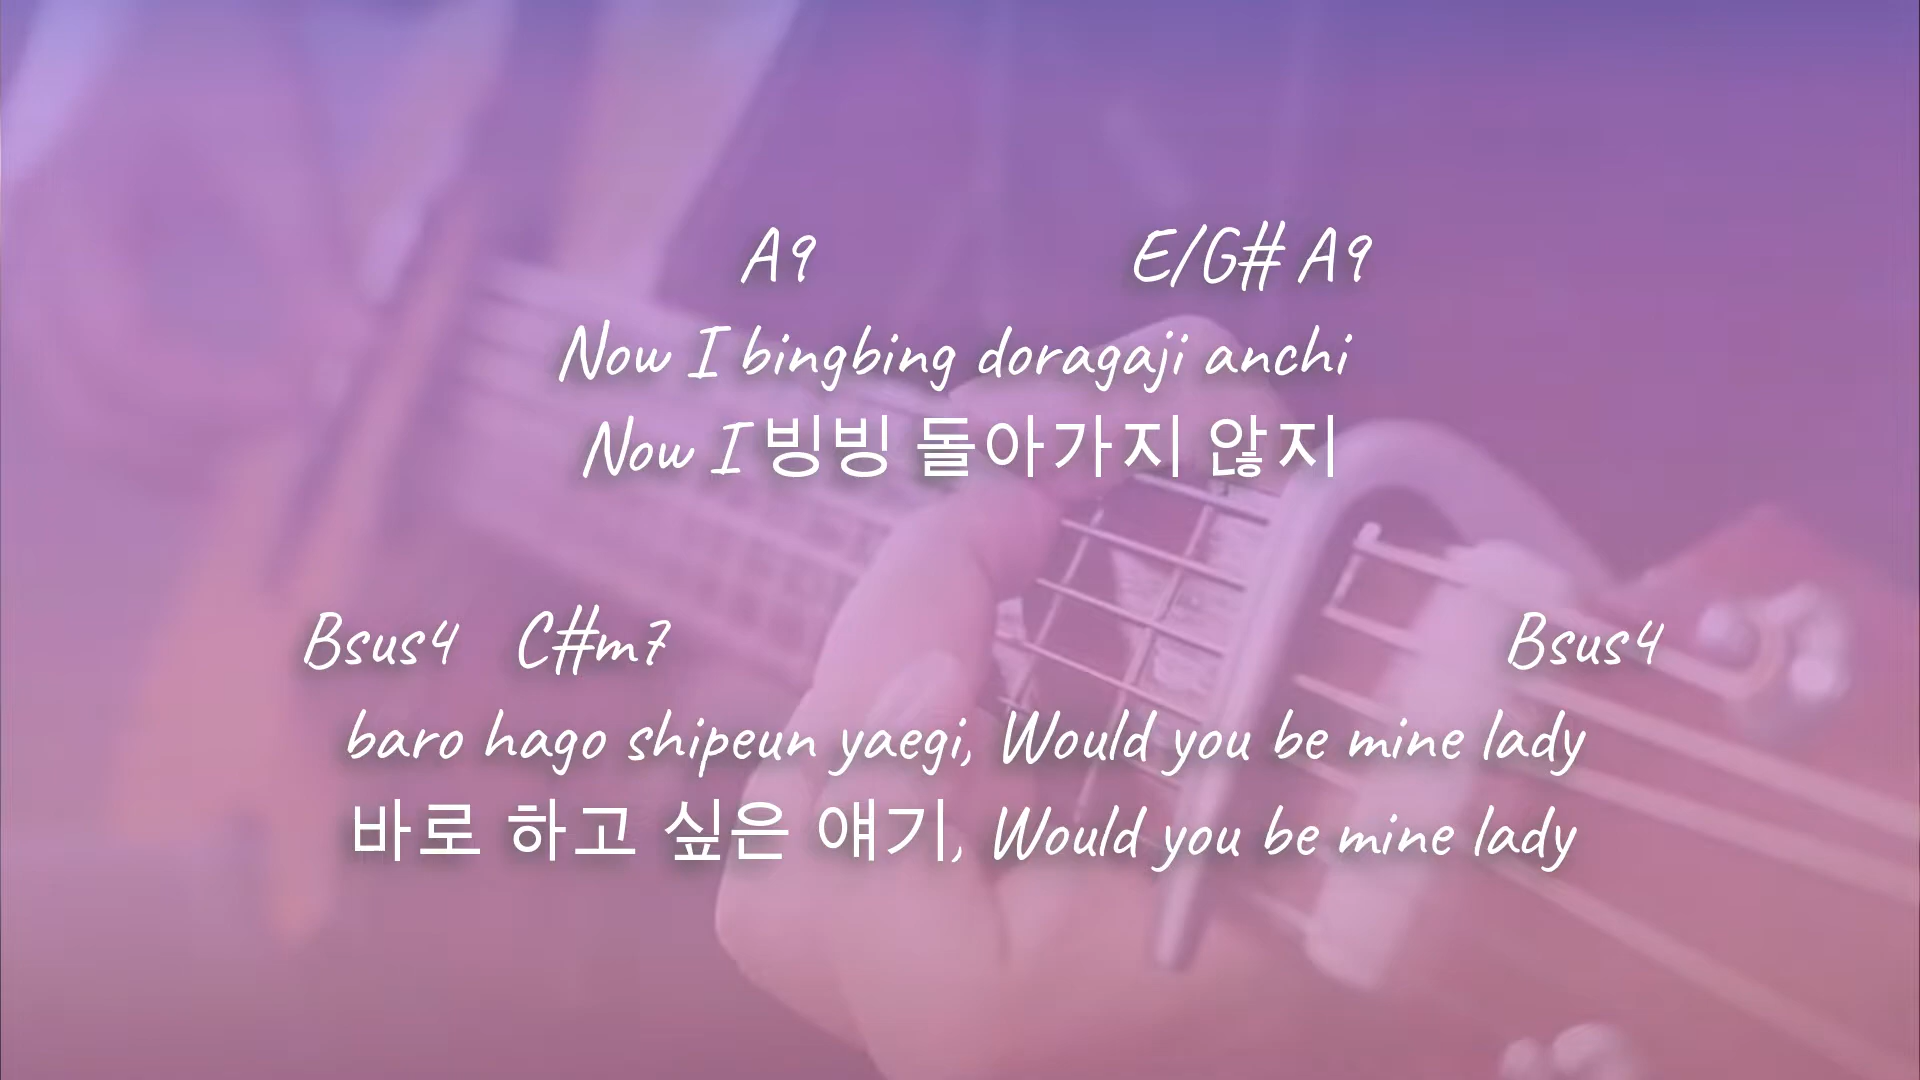 A9 E/G# A9
Now I bingbing doragaji anchi
Now I 빙빙 돌아가지 않지
Bsus4 C#m7 Bsus4
baro hago shipeun yaegi, Would you be mine lady
바로 하고 싶은 얘기, Would you be mine lady